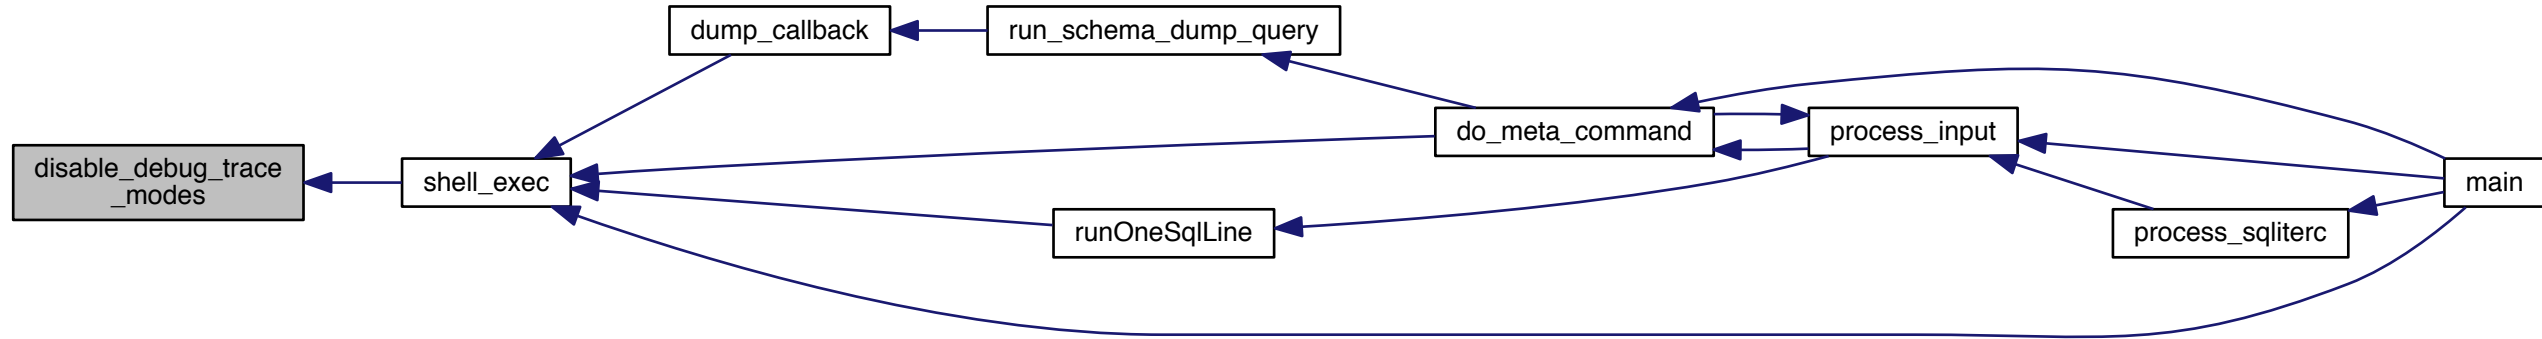 dump_callback
run_schema_dump_query
do_meta_command
process_input
disable_debug_trace
_modes
shell_exec
main
runOneSqlLine
process_sqliterc